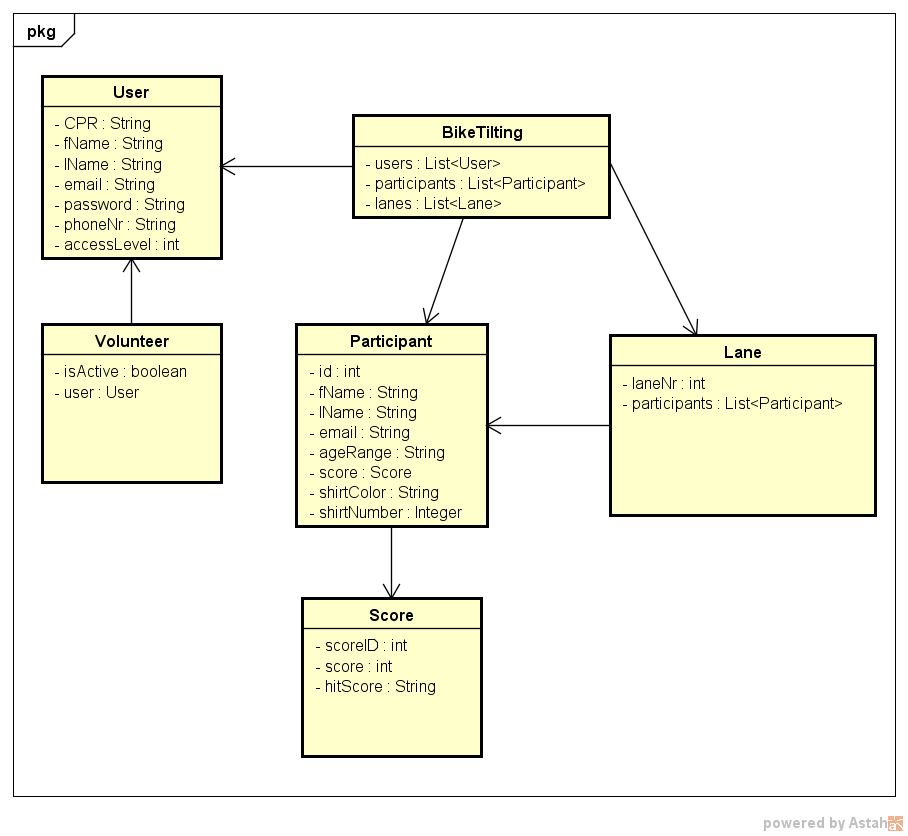 pkg
User
- CPR : String
- fName : String
- lName : String
- email : String
- password : String
- phoneNr : String
- accessLevel : int
BikeTilting
- users : List<User>
- participants : List<Participant>
- lanes : List<Lane>
Volunteer
- isActive : boolean
- user : User
Participant
- id : int
- fName : String
- lName : String
- email : String
- ageRange : String
- score : Score
- shirtColor : String
- shirtNumber : Integer
Lane
- laneNr : int
- participants : List<Participant>
Score
- scoreID : int
- score : int
- hitScore : String
powered by Astah